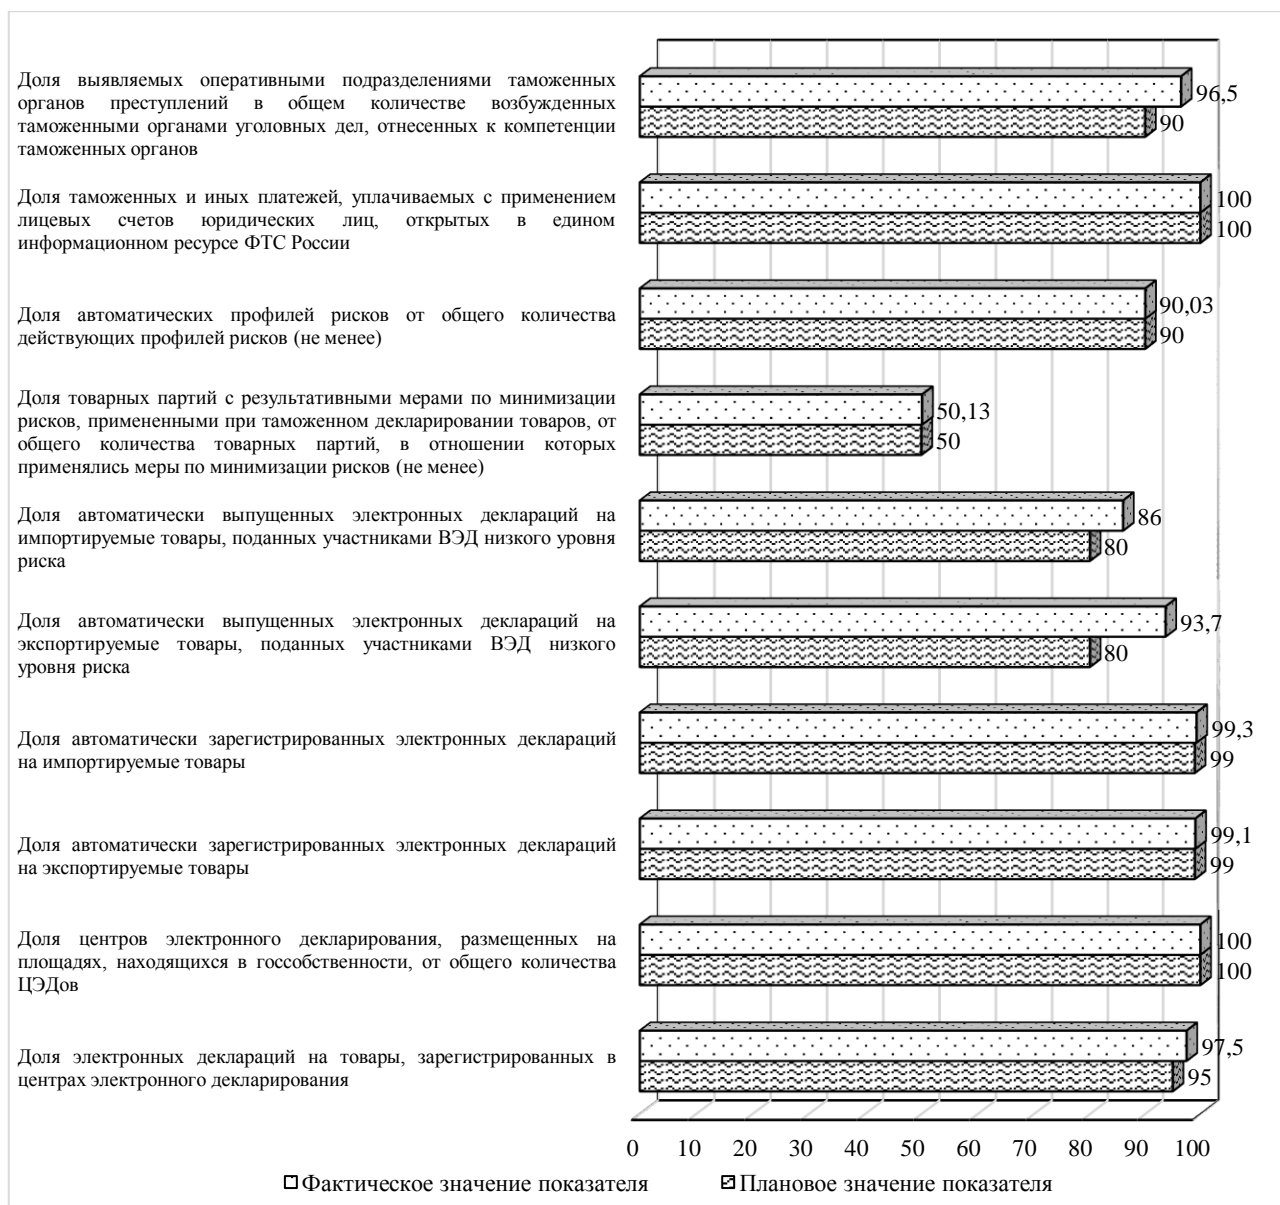 Доля выявляемых оперативными подразделениями таможенных
органов преступлений в общем количестве возбужденных
таможенными органами уголовных дел, отнесенных к компетенции
таможенных органов
96,5
90
Доля таможенных и иных платежей, уплачиваемых с применением
лицевых счетов юридических лиц, открытых в едином
информационном ресурсе ФТС России
100
100
Доля автоматических профилей рисков от общего количества
действующих профилей рисков (не менее)
90,03
90
Доля товарных партий с результативными мерами по минимизации
рисков, примененными при таможенном декларировании товаров, от
общего количества товарных партий, в отношении которых
применялись меры по минимизации рисков (не менее)
50,13
50
Доля автоматически выпущенных электронных деклараций на
импортируемые товары, поданных участниками ВЭД низкого уровня
риска
86
80
Доля автоматически выпущенных электронных деклараций на
экспортируемые товары, поданных участниками ВЭД низкого
уровня риска
93,7
80
Доля автоматически зарегистрированных электронных деклараций
на импортируемые товары
99,3
99
Доля автоматически зарегистрированных электронных деклараций
на экспортируемые товары
99,1
99
Доля центров электронного декларирования, размещенных на
площадях, находящихся в госсобственности, от общего количества
ЦЭДов
100
100
Доля электронных деклараций на товары, зарегистрированных в
центрах электронного декларирования
97,5
95
0 10 20 30 40 50 60 70 80 90 100
Фактическое значение показателя
Плановое значение показателя